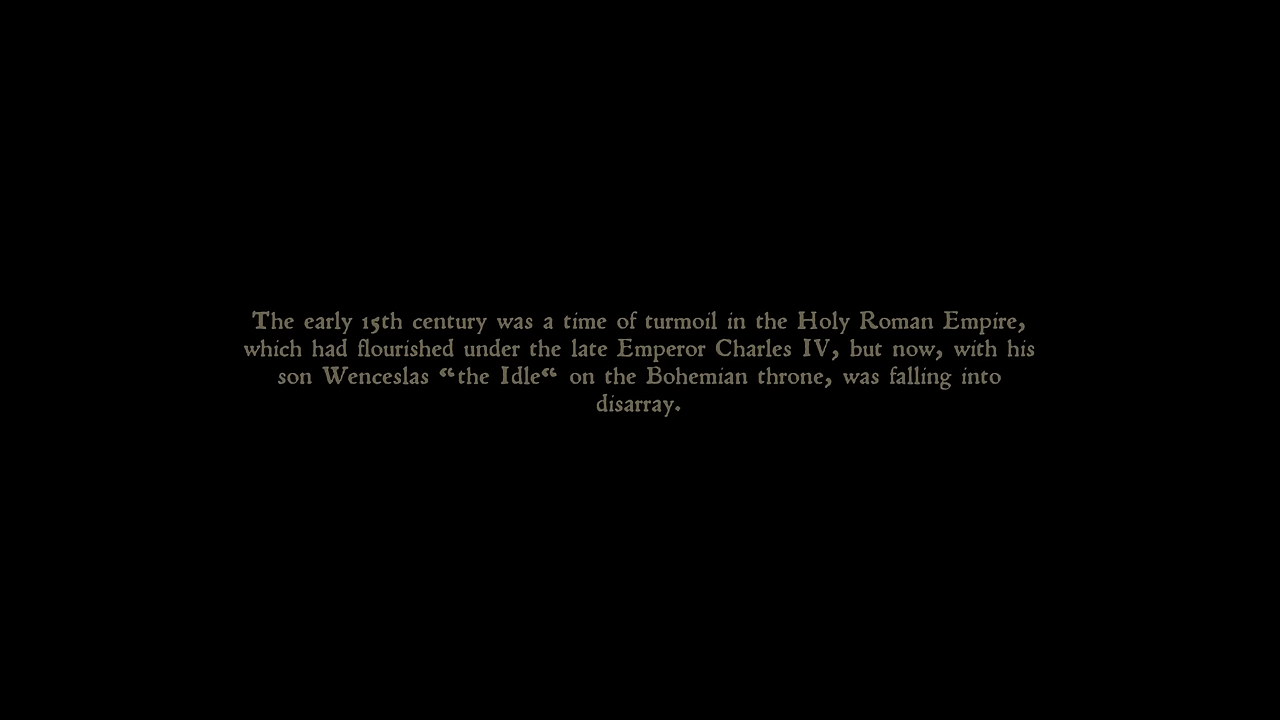 The early 15th century was a time of turmoil in the Holy Roman Empire,
which had flourished under the late Emperor Charles IV, but now, with his
son Wenceslas “the Idle“ on the Bohemian throne, was falling into
disarray.